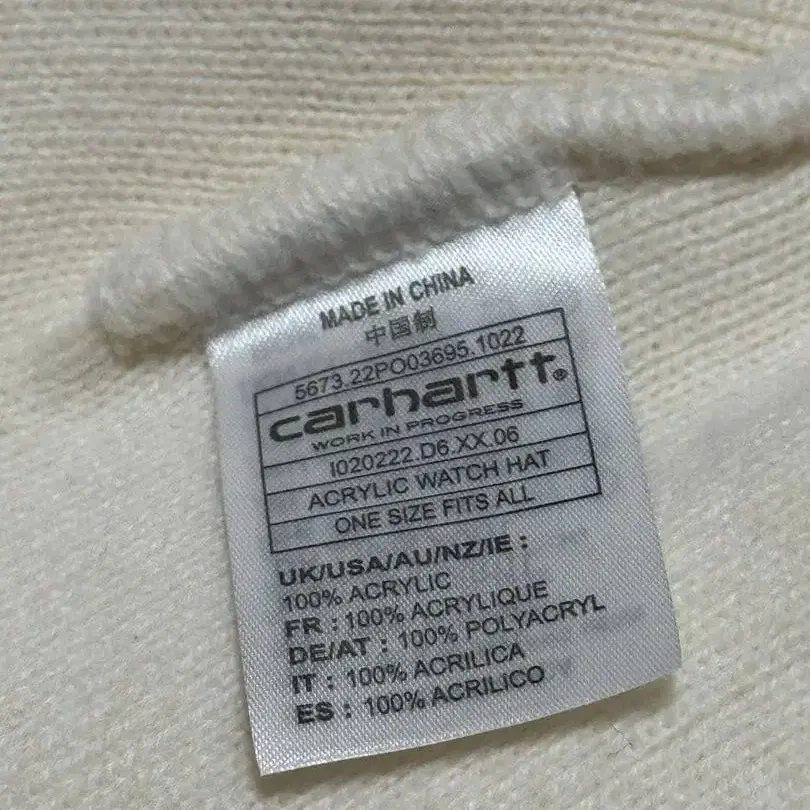 MADE IN CHINA
中国制
5673.22PO03695.1022
carhartt®
WORK IN PROGRESS
I020222.D6.XX.06
ACRYLIC WATCH HAT
ONE SIZE FITS ALL
UK/USA/AU/NZ/IE :
100% ACRYLIC
FR : 100% ACRYLIQUE
DE/AT : 100% POLYACRYL
IT : 100% ACRILICA
ES : 100% ACRILICO